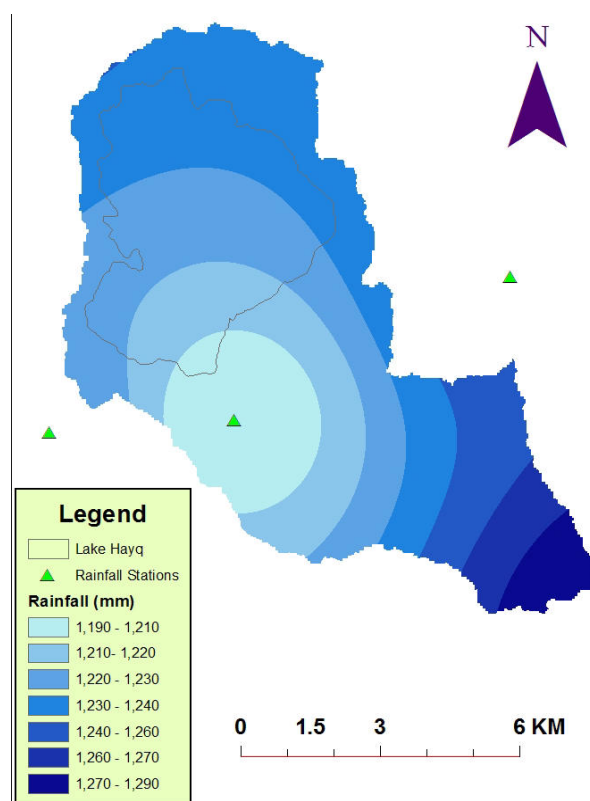 N
Legend
Lake Hayq
Rainfall Stations
Rainfall (mm)
1,190 - 1,210
1,210- 1,220
1,220 - 1,230
1,230 - 1,240
1,240 - 1,260
1,260 - 1,270
1,270 - 1,290
0 1.5 3 6 KM